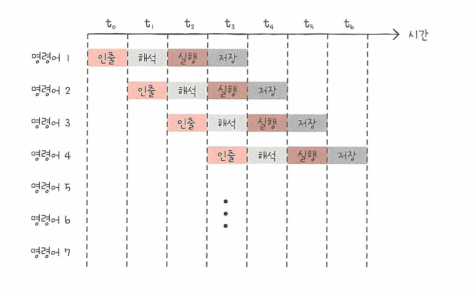 t₀ t₁ t₂ t₃ t₄ t₅ t₆
시간
명령어 1 인출 해석 실행 저장
명령어 2 인출 해석 실행 저장
명령어 3 인출 해석 실행 저장
명령어 4 인출 해석 실행 저장
명령어 5
명령어 6
명령어 7